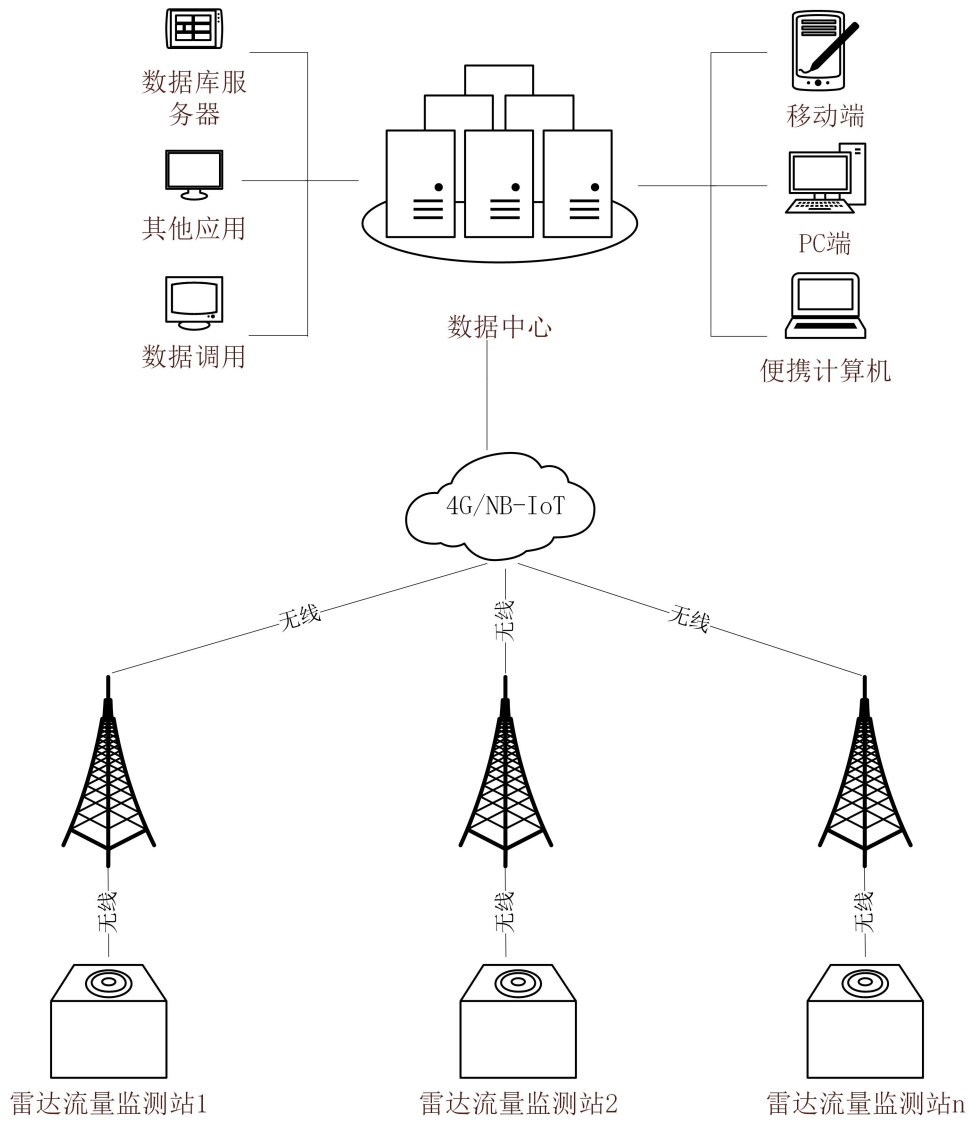 数据库服
务器
其他应用
数据调用
数据中心
移动端
PC端
便携计算机
4G/NB-IoT
无线
无线
无线
无线
无线
无线
雷达流量监测站1
雷达流量监测站2
雷达流量监测站n